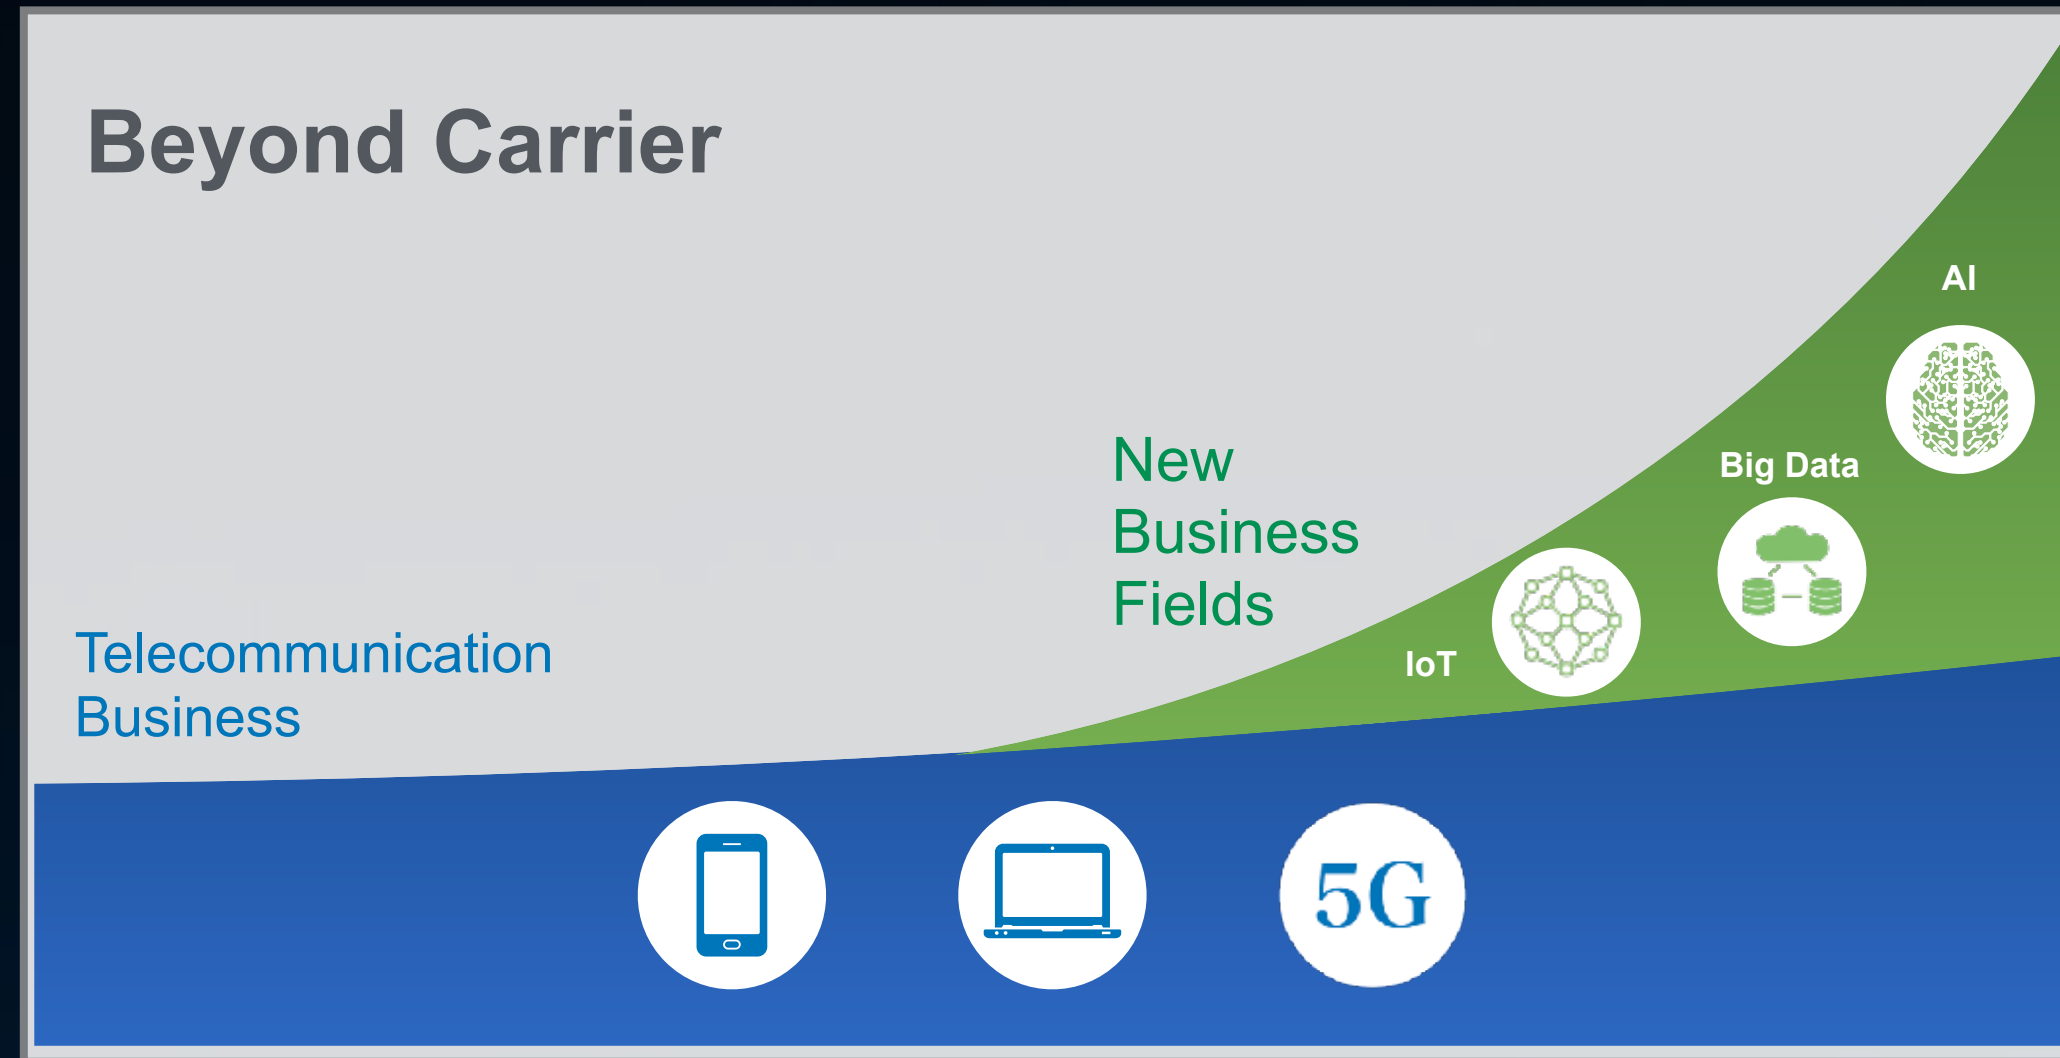 Beyond Carrier
Telecommunication
Business
New
Business
Fields
AI
Big Data
IoT
5G